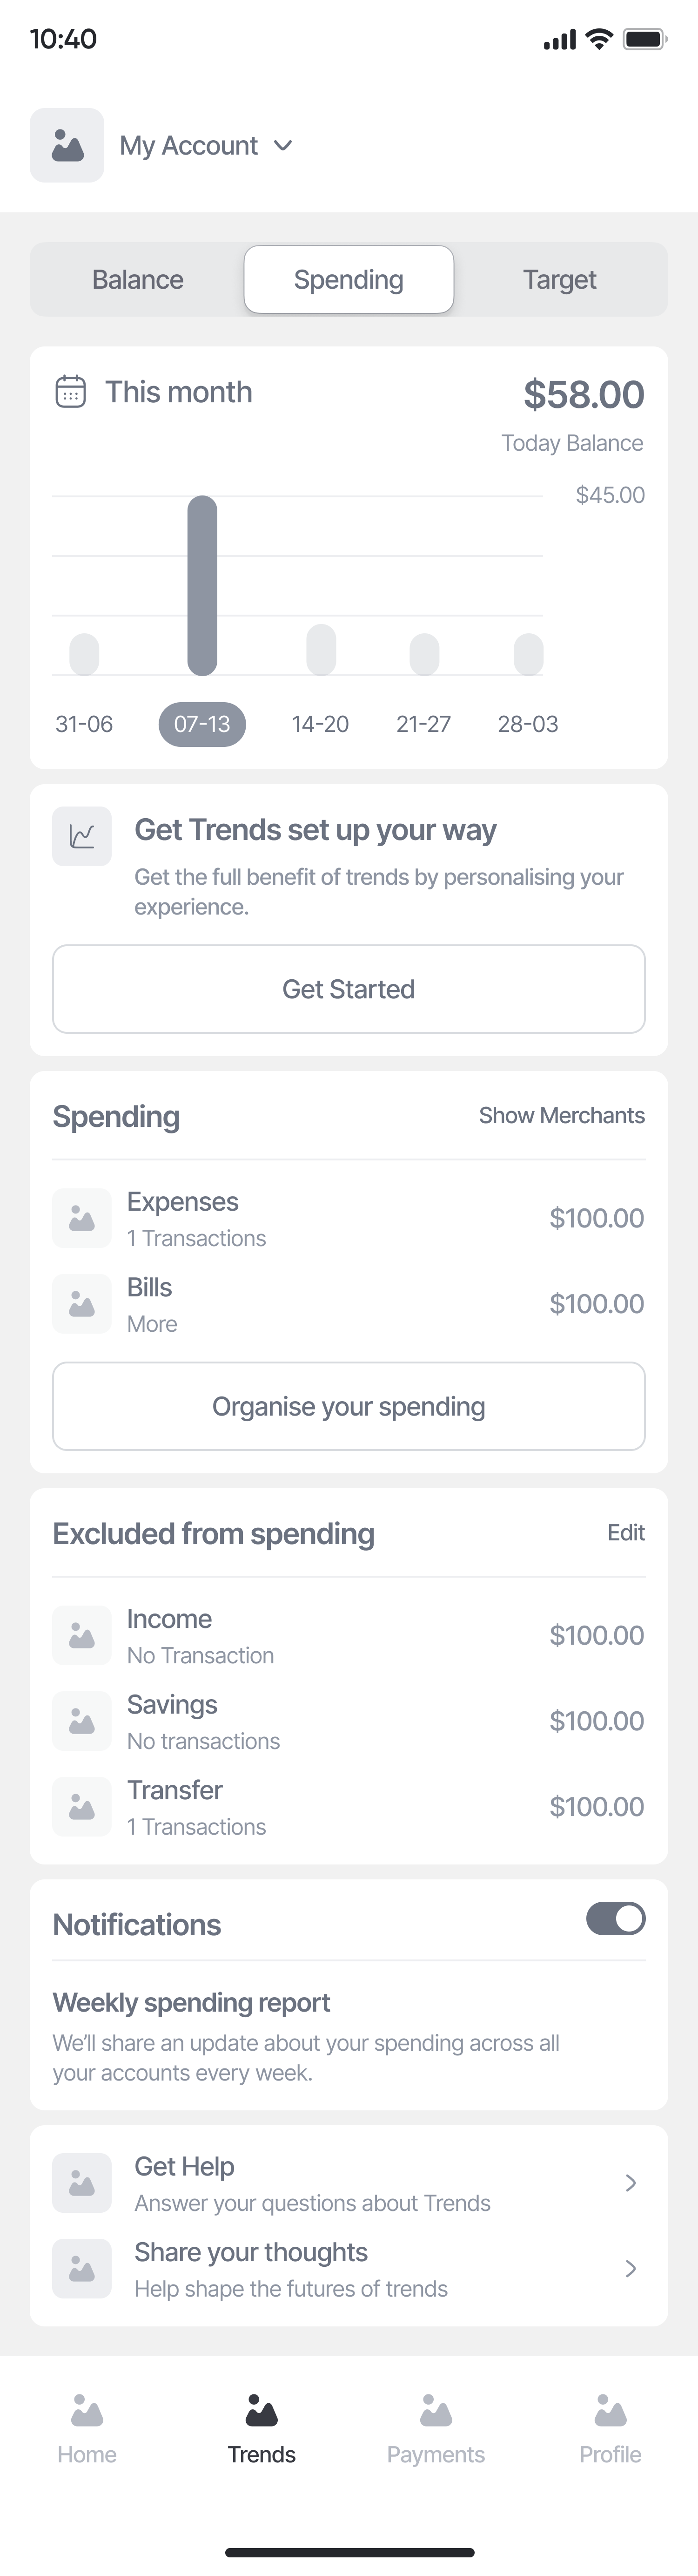 10:40
My Account
Balance
Spending
Target
This month
$58.00
Today Balance
$45.00
31-06
07-13
14-20
21-27
28-03
Get Trends set up your way
Get the full benefit of trends by personalising your
experience.
Get Started
Spending
Show Merchants
Expenses
1 Transactions
$100.00
Bills
More
$100.00
Organise your spending
Excluded from spending
Edit
Income
No Transaction
$100.00
Savings
No transactions
$100.00
Transfer
1 Transactions
$100.00
Notifications
Weekly spending report
We'll share an update about your spending across all
your accounts every week.
Get Help
Answer your questions about Trends
Share your thoughts
Help shape the futures of trends
Home
Trends
Payments
Profile